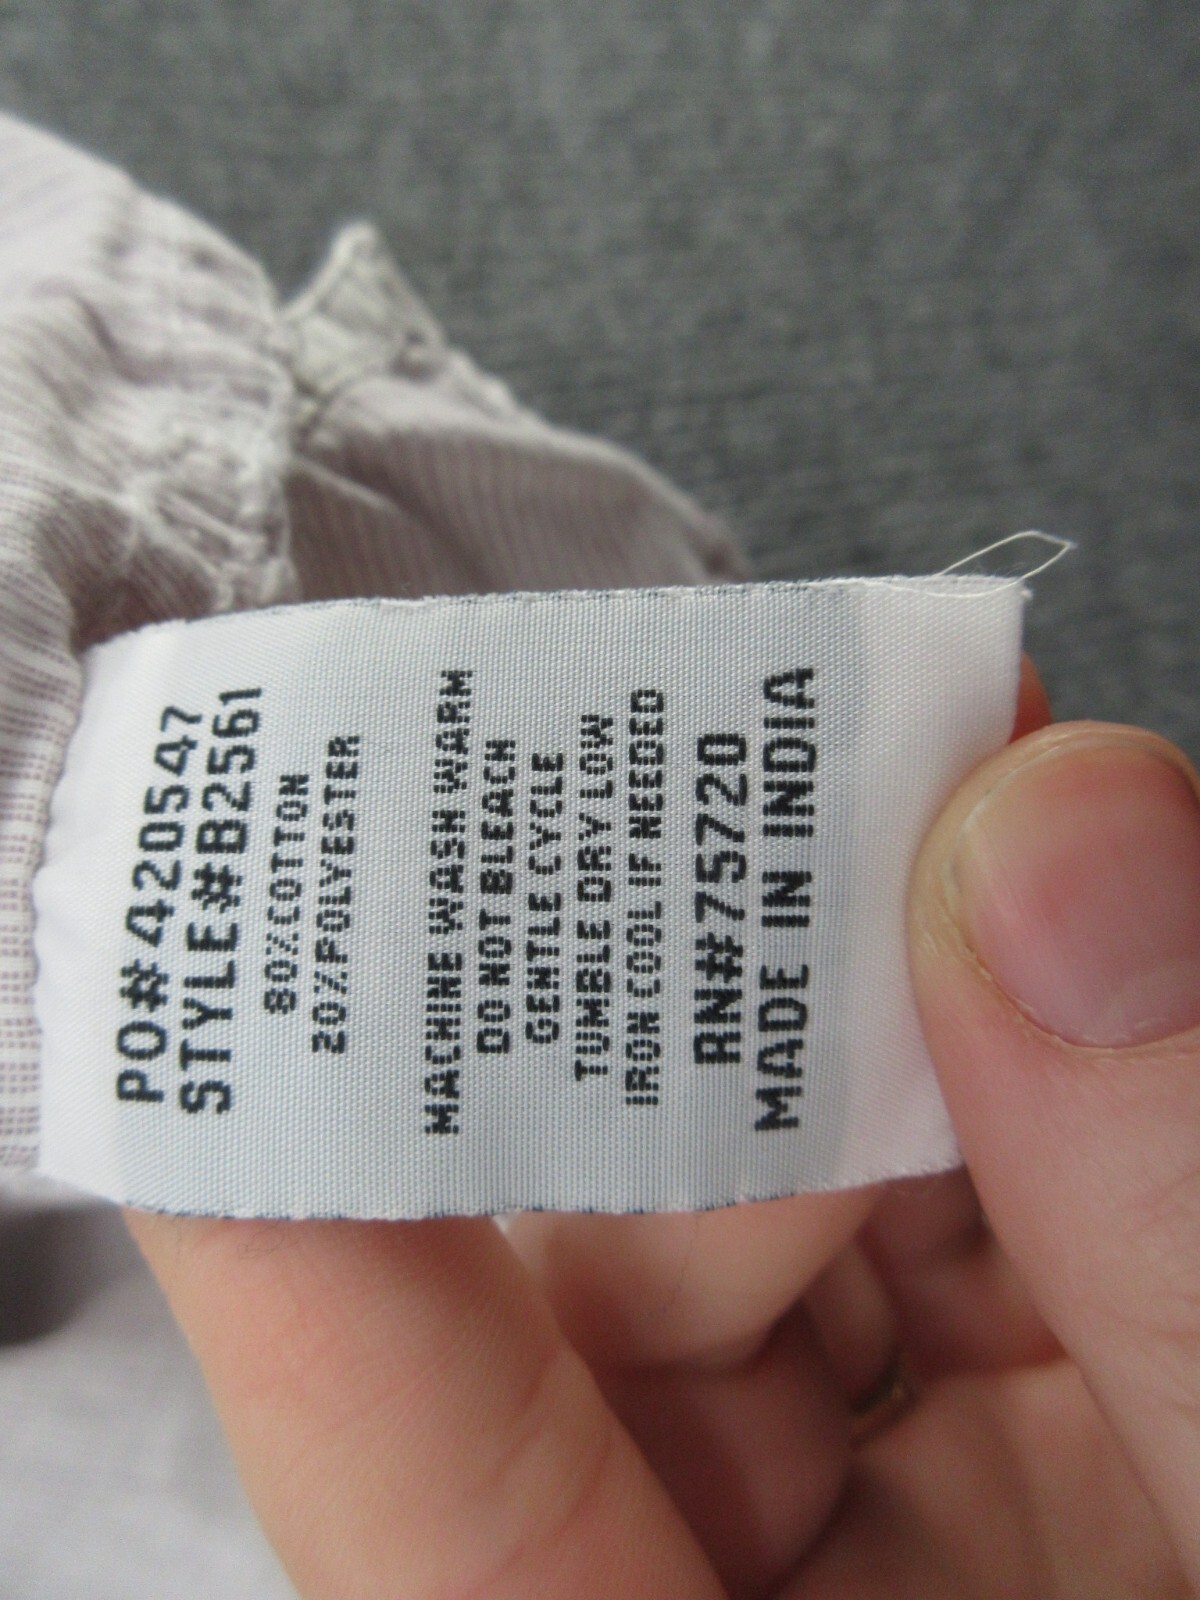 PO#420547
STYLE#B2561
80%COTTON
20%POLYESTER
MACHINE WASH WARM
DO NOT BLEACH
GENTLE CYCLE
TUMBLE DRY LOW
IRON COOL IF NEEDED
RN#75720
MADE IN INDIA